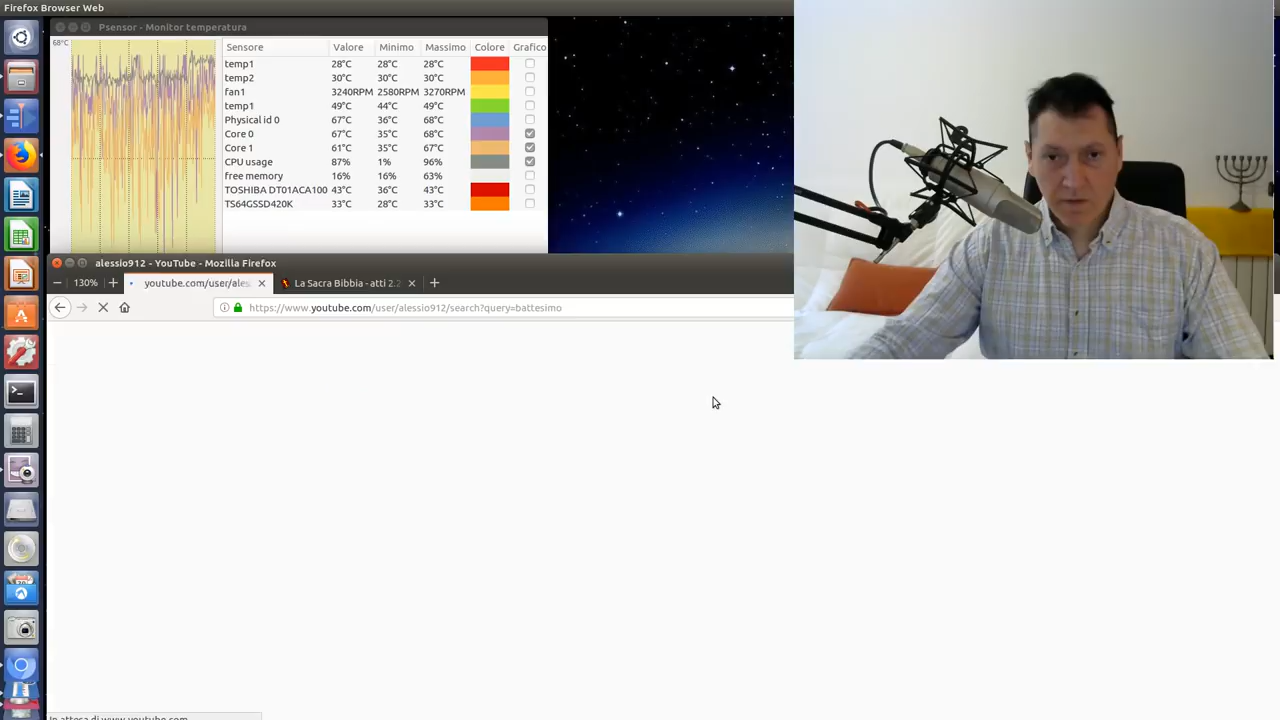 Firefox Browser Web
Psensor - Monitor temperatura
68°C
Sensore Valore Minimo Massimo Colore Grafico
temp1 28°C 28°C 28°C
temp2 30°C 30°C 30°C
fan1 3240RPM 2580RPM 3270RPM
temp1 49°C 44°C 49°C
Physical id 0 67°C 36°C 68°C
Core 0 67°C 35°C 68°C
Core 1 61°C 35°C 67°C
CPU usage 87% 1% 96%
free memory 16% 16% 63%
TOSHIBA DT01ACA100 43°C 36°C 43°C
TS64GSSD420K 33°C 28°C 33°C
alessio912 - YouTube - Mozilla Firefox
130% youtube.com/user/ales La Sacra Bibbia - atti 2.2
https://www.youtube.com/user/alessio912/search?query=battesimo
In attesa di www.youtube.com